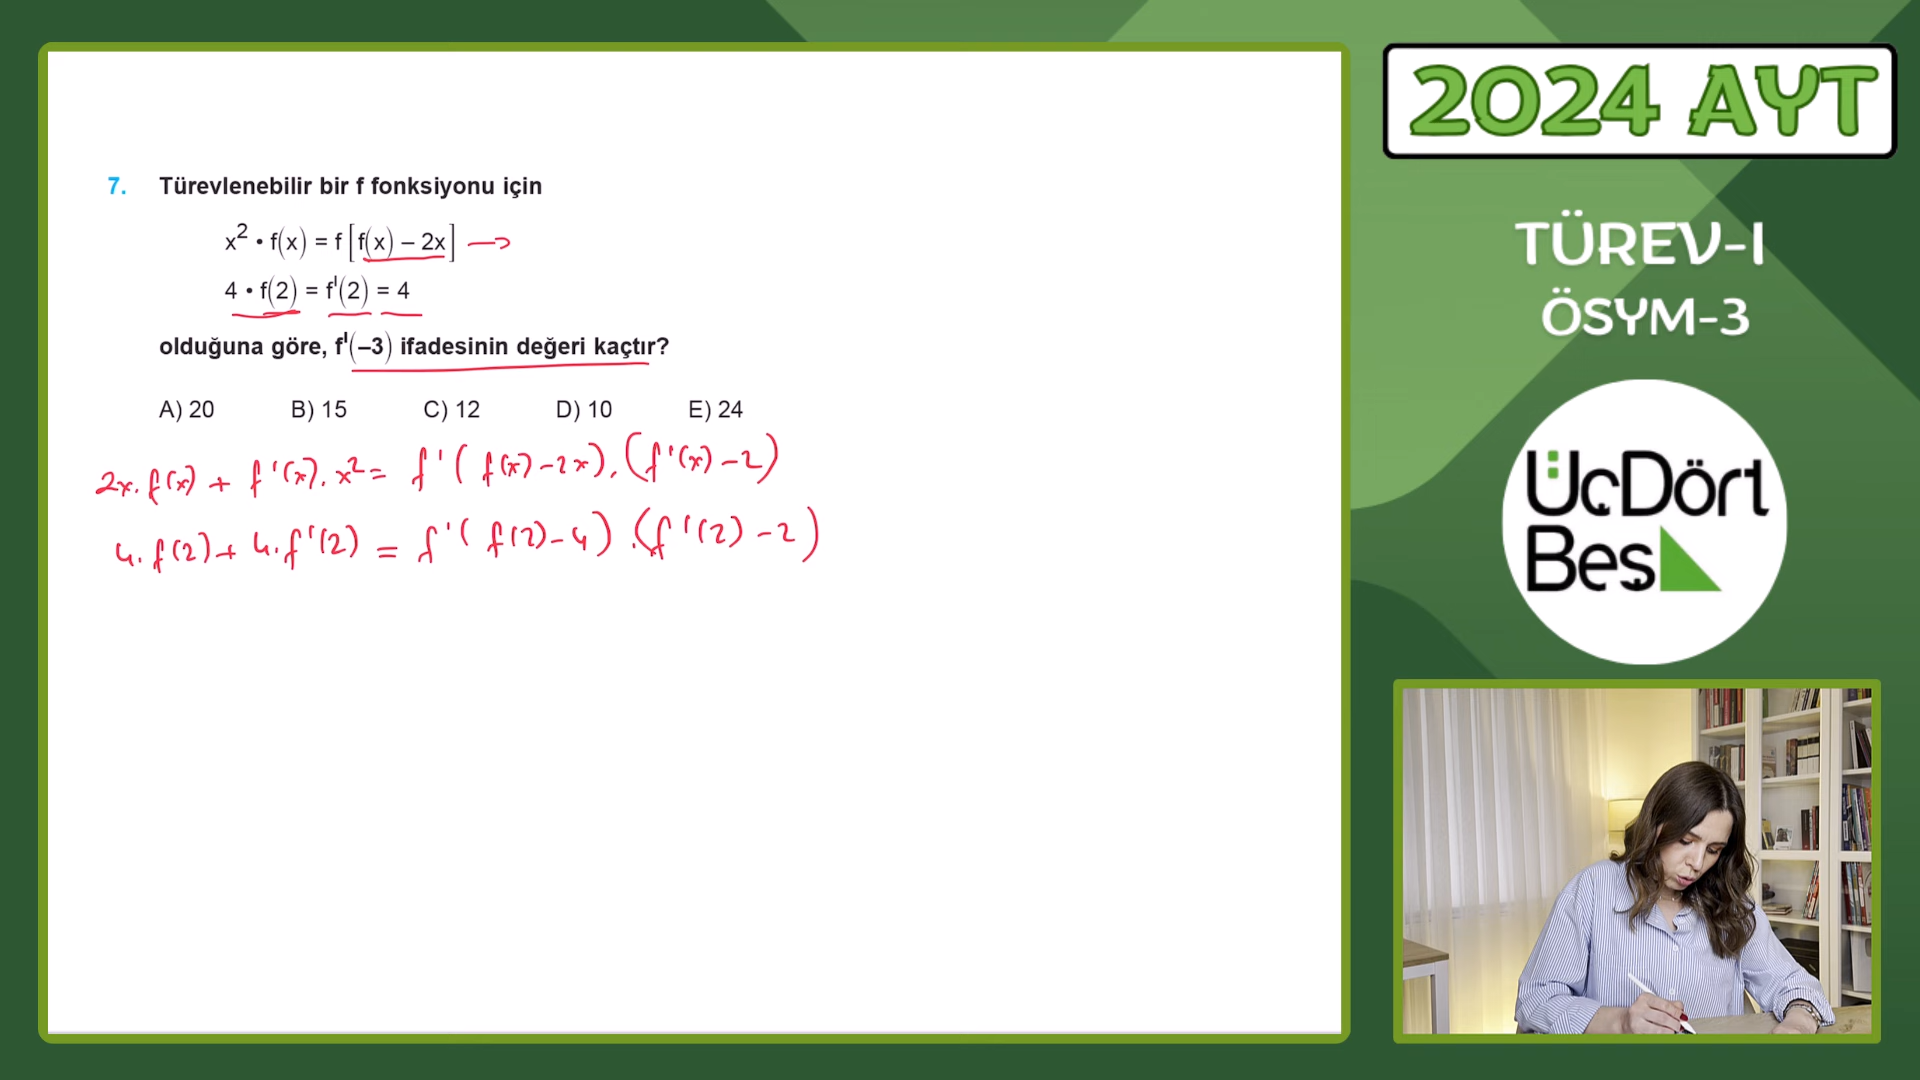 7. Türevlenebilir bir f fonksiyonu için
x² • f(x) = f [f(x) – 2x] →
4 • f(2) = f'(2) = 4
olduğuna göre, f'(–3) ifadesinin değeri kaçtır?
A) 20 B) 15 C) 12 D) 10 E) 24
2x.f(x) + f'(x).x² = f'(f(x)-2x).(f'(x)-2)
4.f(2)+4.f'(2) = f'(f(2)-4).(f'(2)-2)
2024 AYT
TÜREV-I
ÖSYM-3
ÜçDört
Beş